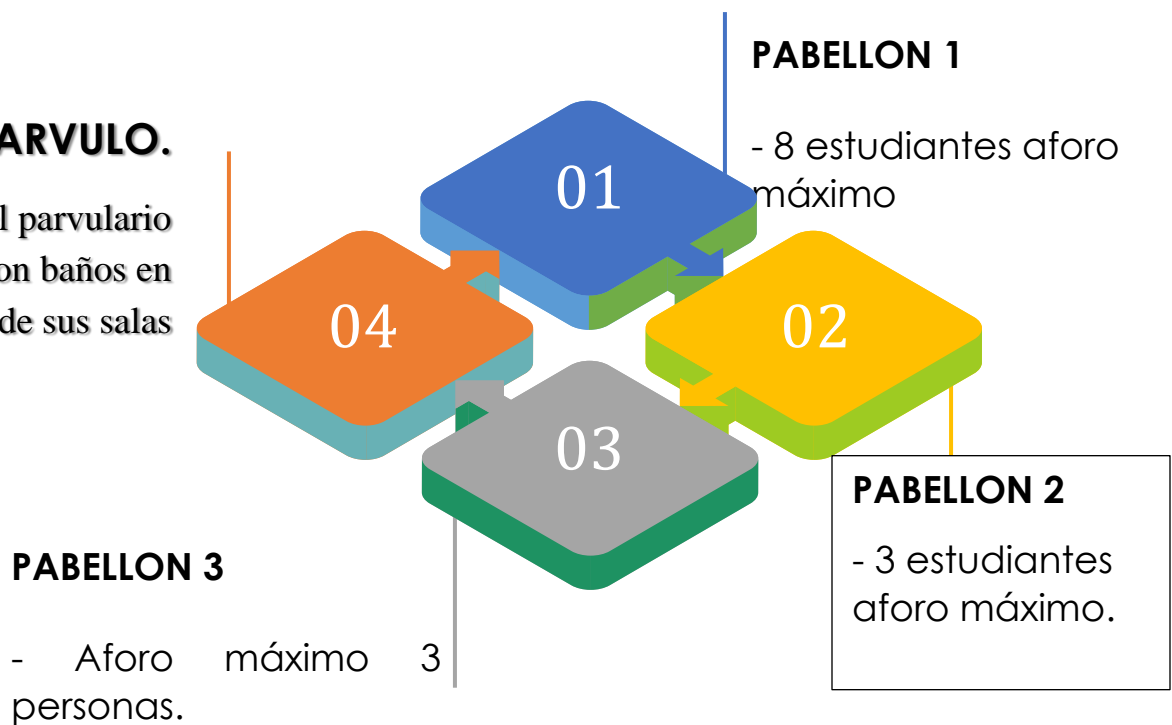 PABELLON 1
- 8 estudiantes aforo
máximo
ARVULO.
l parvulario
on baños en
de sus salas
01
04
02
03
PABELLON 2
- 3 estudiantes
aforo máximo.
PABELLON 3
- Aforo máximo 3
personas.